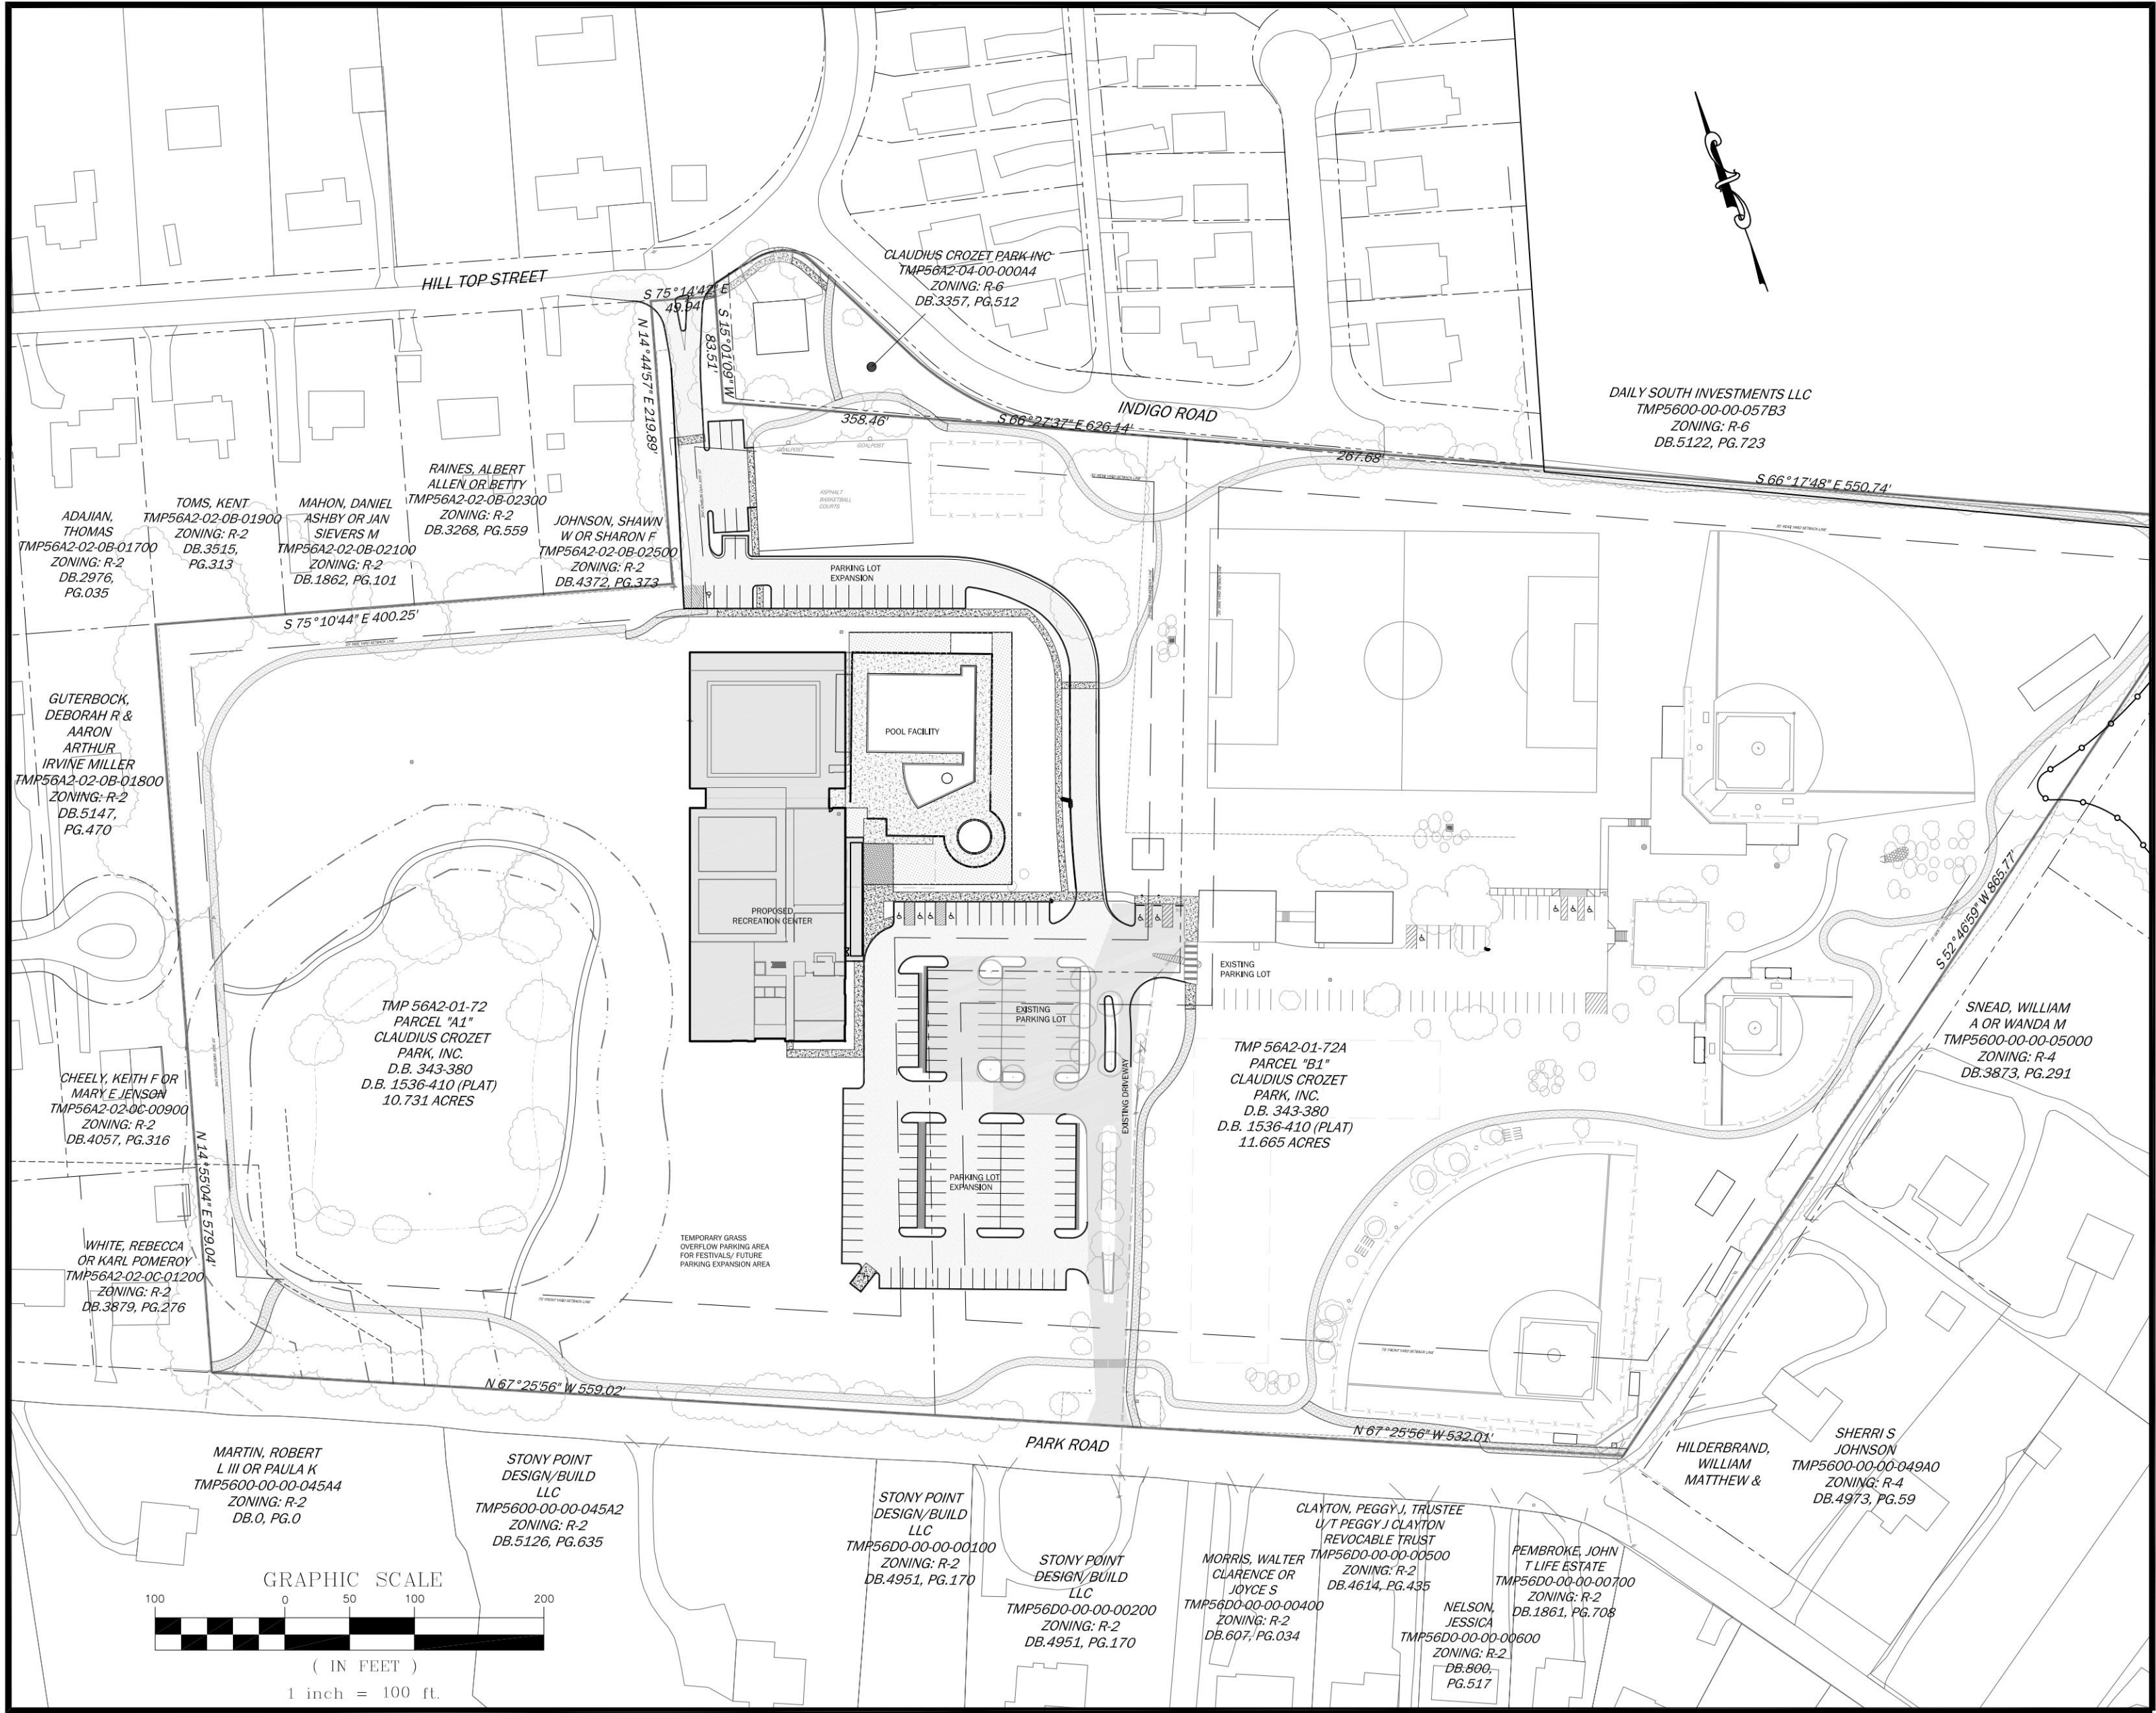 CLAUDIUS CROZET PARK INC
TMP56A2-04-00-000A4
ZONING: R-6
DB.3357, PG.512
HILL TOP STREET
S 75°14'42" E
49.94'
S 15°01'09" W
83.51'
N 14°44'57" E 219.89'
INDIGO ROAD
358.46'
S 66°27'37" E 626.14'
267.68'
DAILY SOUTH INVESTMENTS LLC
TMP5600-00-00-057B3
ZONING: R-6
DB.5122, PG.723
S 66°17'48" E 550.74'
GOALPOST
GOALPOST
ASPHALT
BASKETBALL
COURTS
ADAJIAN,
THOMAS
TMP56A2-02-0B-01700
ZONING: R-2
DB.2976,
PG.035
TOMS, KENT
TMP56A2-02-0B-01900
ZONING: R-2
DB.3515,
PG.313
MAHON, DANIEL
ASHBY OR JAN
SIEVERS M
TMP56A2-02-0B-02100
ZONING: R-2
DB.1862, PG.101
RAINES, ALBERT
ALLEN OR BETTY
TMP56A2-02-0B-02300
ZONING: R-2
DB.3268, PG.559
JOHNSON, SHAWN
W OR SHARON F
TMP56A2-02-0B-02500
ZONING: R-2
DB.4372, PG.373
PARKING LOT
EXPANSION
S 75°10'44" E 400.25'
GUTERBOCK,
DEBORAH R &
AARON
ARTHUR
IRVINE MILLER
TMP56A2-02-0B-01800
ZONING: R-2
DB.5147,
PG.470
POOL FACILITY
PROPOSED
RECREATION CENTER
S 52°46'59" W 865.77'
EXISTING
PARKING LOT
EXISTING
PARKING LOT
TMP 56A2-01-72
PARCEL "A1"
CLAUDIUS CROZET
PARK, INC.
D.B. 343-380
D.B. 1536-410 (PLAT)
10.731 ACRES
TMP 56A2-01-72A
PARCEL "B1"
CLAUDIUS CROZET
PARK, INC.
D.B. 343-380
D.B. 1536-410 (PLAT)
11.665 ACRES
EXISTING DRIVEWAY
SNEAD, WILLIAM
A OR WANDA M
TMP5600-00-00-05000
ZONING: R-4
DB.3873, PG.291
CHEELY, KEITH F OR
MARY E JENSON
TMP56A2-02-0C-00900
ZONING: R-2
DB.4057, PG.316
N 14°55'04" E 579.04'
PARKING LOT
EXPANSION
WHITE, REBECCA
OR KARL POMEROY
TMP56A2-02-0C-01200
ZONING: R-2
DB.3879, PG.276
TEMPORARY GRASS
OVERFLOW PARKING AREA
FOR FESTIVALS/ FUTURE
PARKING EXPANSION AREA
N 67°25'56" W 559.02'
PARK ROAD
N 67°25'56" W 532.01'
MARTIN, ROBERT
L III OR PAULA K
TMP5600-00-00-045A4
ZONING: R-2
DB.0, PG.0
STONY POINT
DESIGN/BUILD
LLC
TMP5600-00-00-045A2
ZONING: R-2
DB.5126, PG.635
STONY POINT
DESIGN/BUILD
LLC
TMP56D0-00-00-00100
ZONING: R-2
DB.4951, PG.170
STONY POINT
DESIGN/BUILD
LLC
TMP56D0-00-00-00200
ZONING: R-2
DB.4951, PG.170
MORRIS, WALTER
CLARENCE OR
JOYCE S
TMP56D0-00-00-00400
ZONING: R-2
DB.607, PG.034
CLAYTON, PEGGY J, TRUSTEE
U/T PEGGY J CLAYTON
REVOCABLE TRUST
TMP56D0-00-00-00500
ZONING: R-2
DB.4614, PG.435
NELSON,
JESSICA
TMP56D0-00-00-00600
ZONING: R-2
DB.800,
PG.517
PEMBROKE, JOHN
T LIFE ESTATE
TMP56D0-00-00-00700
ZONING: R-2
DB.1861, PG.708
HILDERBRAND,
WILLIAM
MATTHEW &
SHERRI S
JOHNSON
TMP5600-00-00-049A0
ZONING: R-4
DB.4973, PG.59
GRAPHIC SCALE
100 0 50 100 200
( IN FEET )
1 inch = 100 ft.